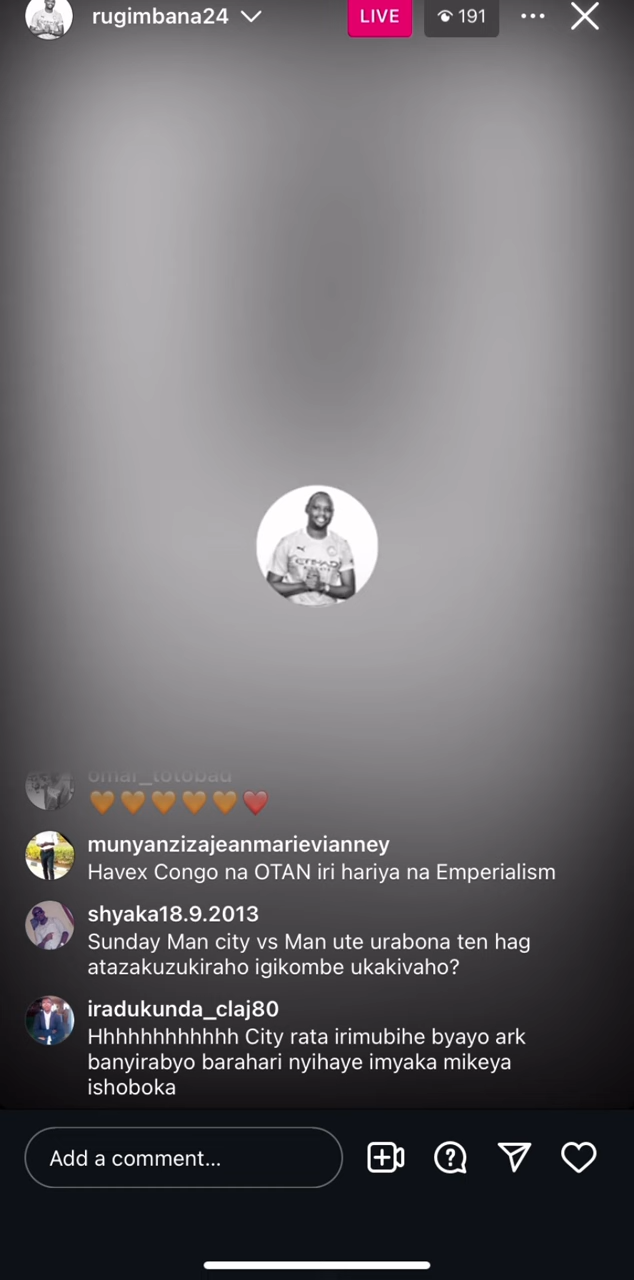 rugimbana24
LIVE
191
omar_totobad
munyanzizajeanmarievianney
Havex Congo na OTAN iri hariya na Emperialism
shyaka18.9.2013
Sunday Man city vs Man ute urabona ten hag
atazakuzukiraho igikombe ukakivaho?
iradukunda_claj80
Hhhhhhhhhhhh City rata irimubihe byayo ark
banyirabyo barahari nyihaye imyaka mikeya
ishoboka
Add a comment...